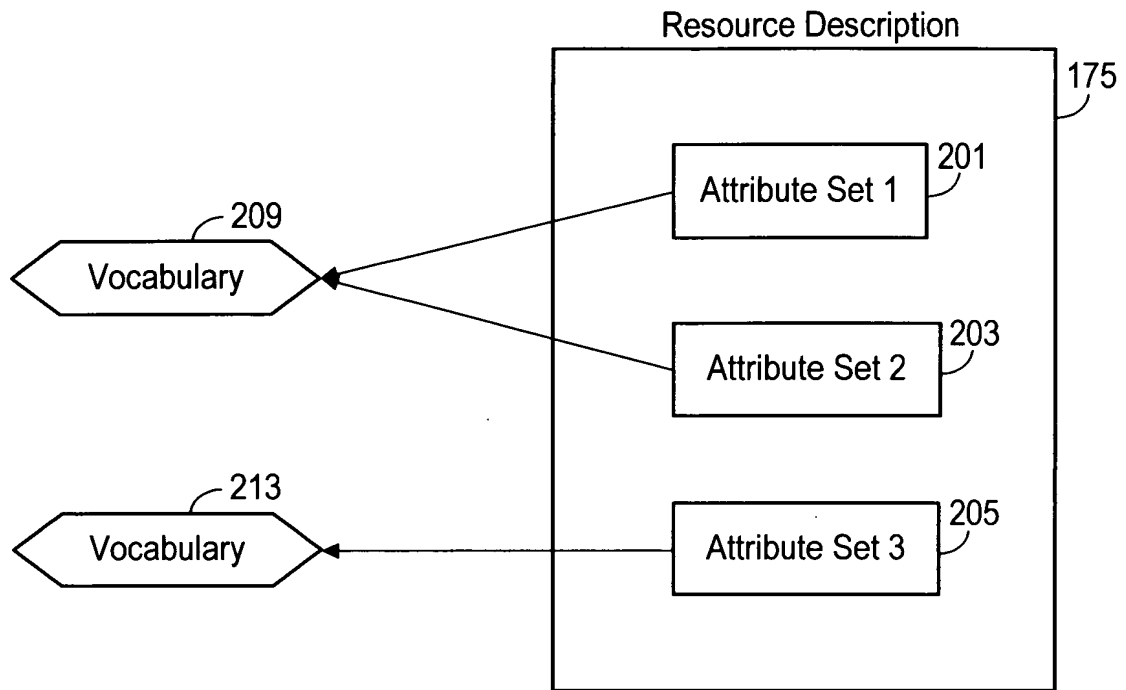 Resource Description
175
201
Attribute Set 1
209
Vocabulary
203
Attribute Set 2
213
Vocabulary
205
Attribute Set 3